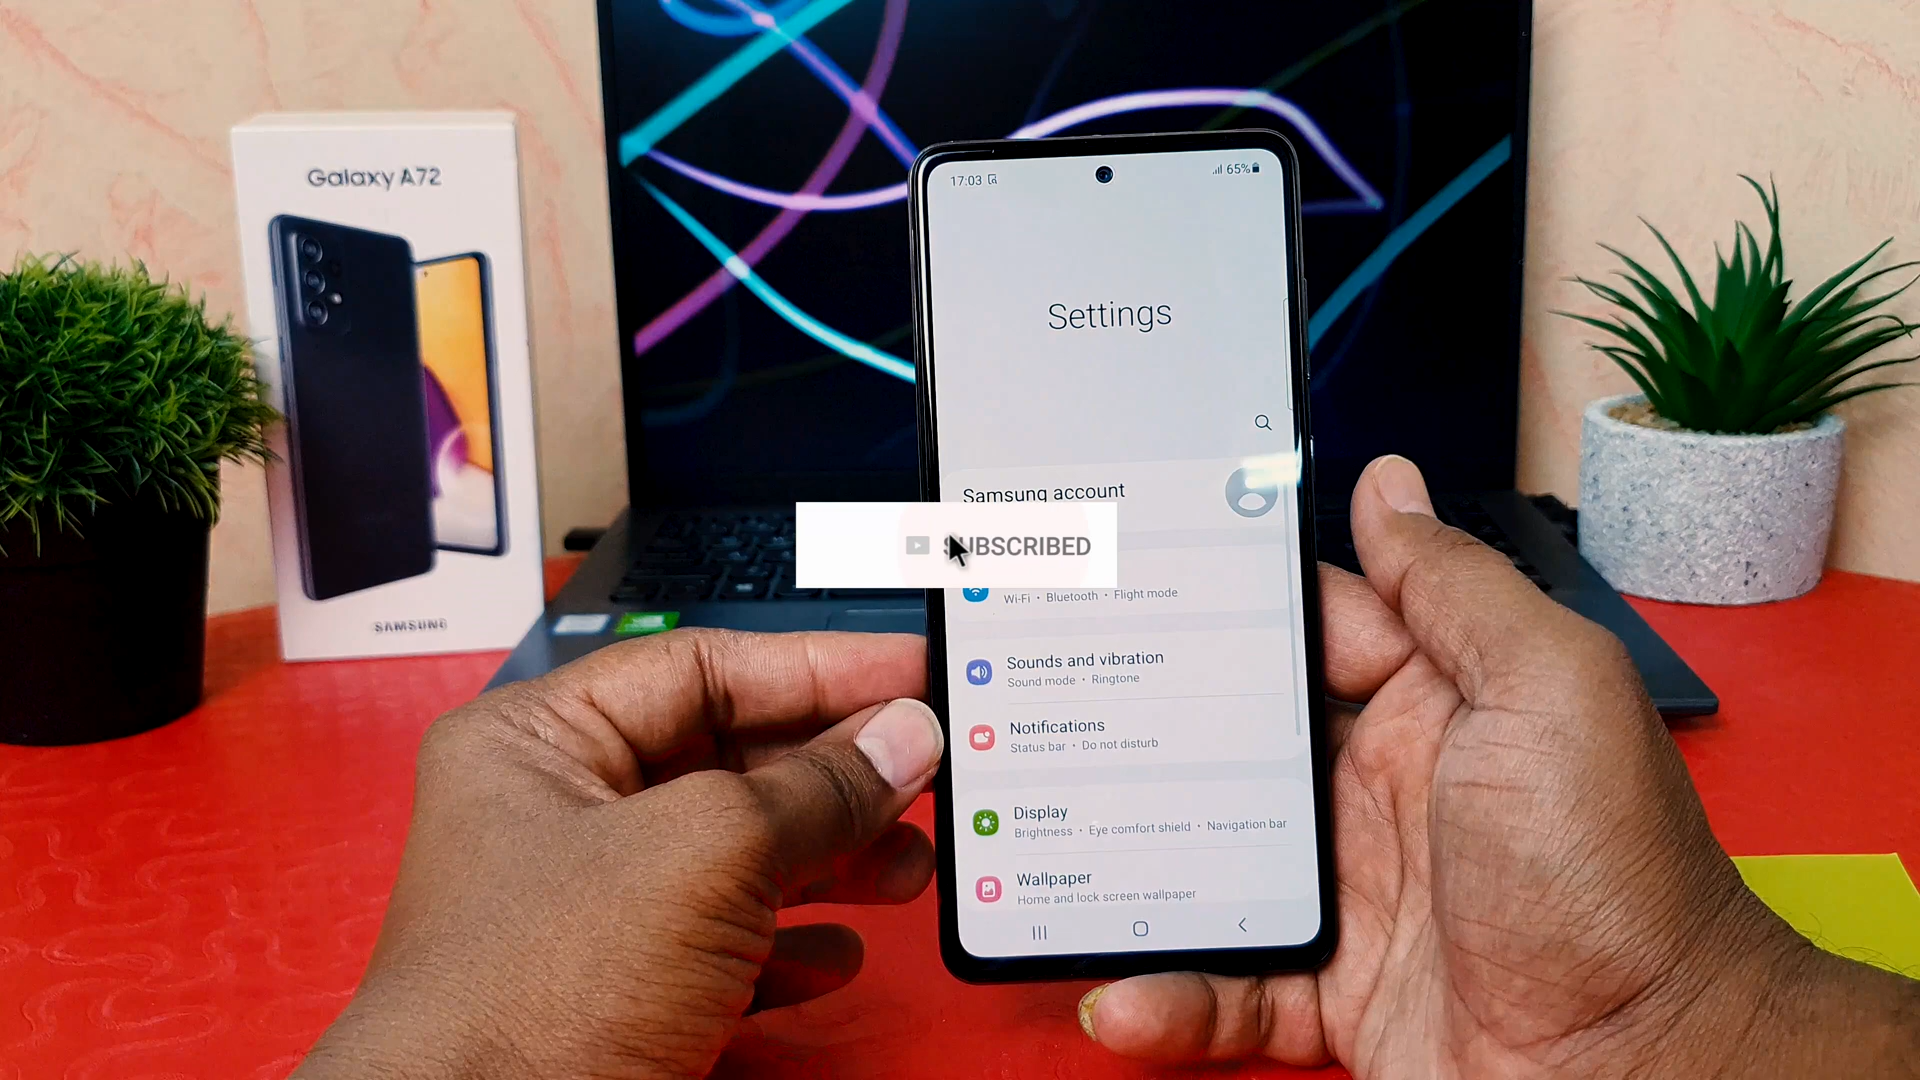 Galaxy A72
SAMSUNG
17:03
65%
Settings
Samsung account
SUBSCRIBED
Wi-Fi • Bluetooth • Flight mode
Sounds and vibration
Sound mode • Ringtone
Notifications
Status bar • Do not disturb
Display
Brightness • Eye comfort shield • Navigation bar
Wallpaper
Home and lock screen wallpaper